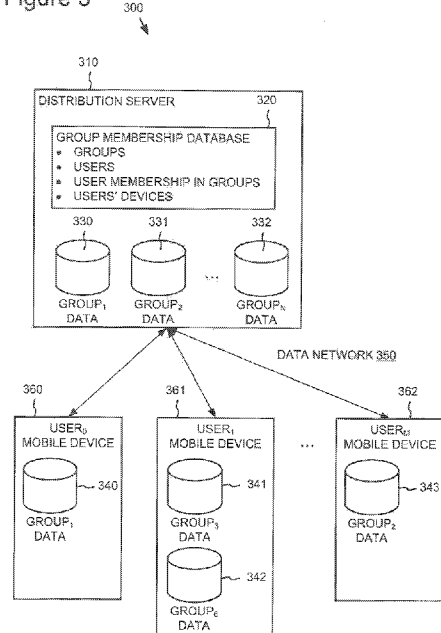 Figure 3
300
310
DISTRIBUTION SERVER
320
GROUP MEMBERSHIP DATABASE
• GROUPS
• USERS
• USER MEMBERSHIP IN GROUPS
• USERS' DEVICES
330
331
332
...
GROUP₁
DATA
GROUP₂
DATA
GROUPN
DATA
DATA NETWORK 350
360
361
362
USER₀
MOBILE DEVICE
340
GROUP₁
DATA
USER₁
MOBILE DEVICE
341
GROUP₃
DATA
342
GROUP₆
DATA
...
USERM
MOBILE DEVICE
343
GROUP₂
DATA